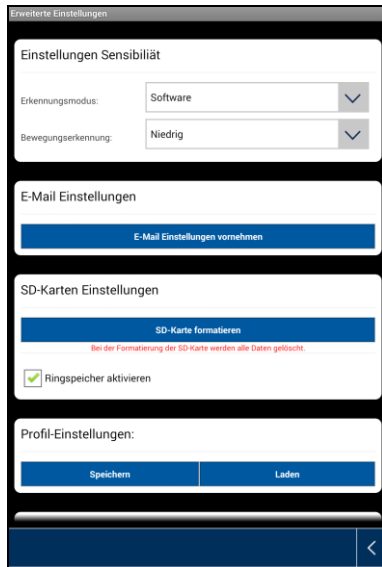 Erweiterte Einstellungen
Einstellungen Sensibiliät
Erkennungsmodus:
Software
Bewegungserkennung:
Niedrig
E-Mail Einstellungen
E-Mail Einstellungen vornehmen
SD-Karten Einstellungen
SD-Karte formatieren
Bei der Formatierung der SD-Karte werden alle Daten gelöscht.
Ringspeicher aktivieren
Profil-Einstellungen:
Speichern
Laden